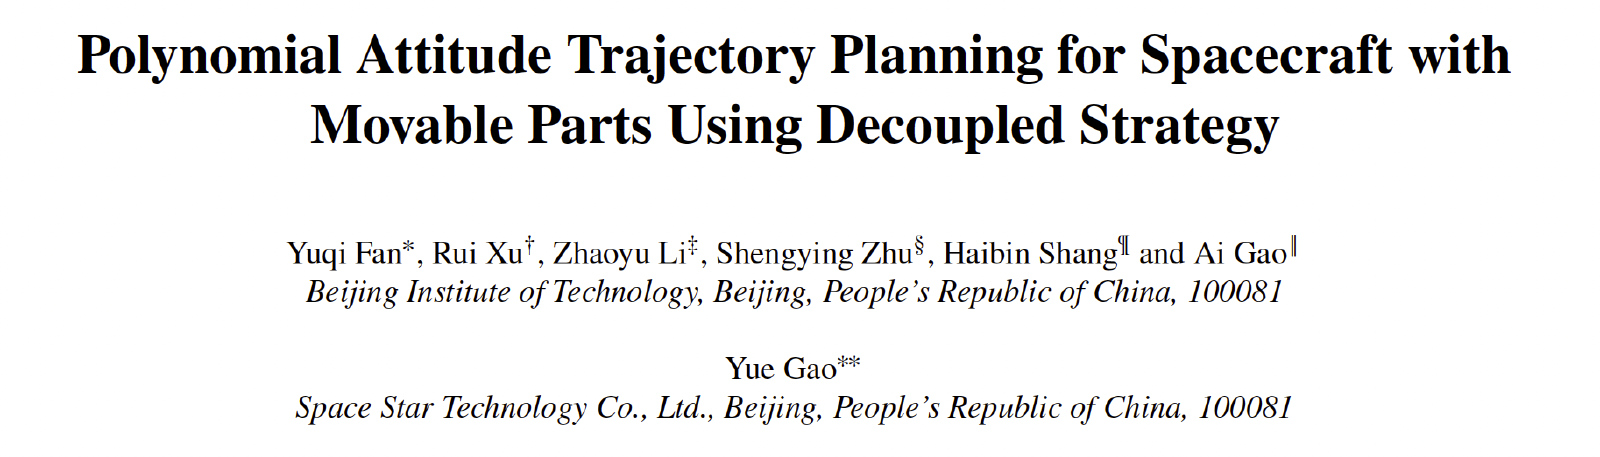 Polynomial Attitude Trajectory Planning for Spacecraft with
Movable Parts Using Decoupled Strategy
Yuqi Fan*, Rui Xu†, Zhaoyu Li‡, Shengying Zhu§, Haibin Shang¶ and Ai Gao‖
Beijing Institute of Technology, Beijing, People's Republic of China, 100081
Yue Gao**
Space Star Technology Co., Ltd., Beijing, People's Republic of China, 100081